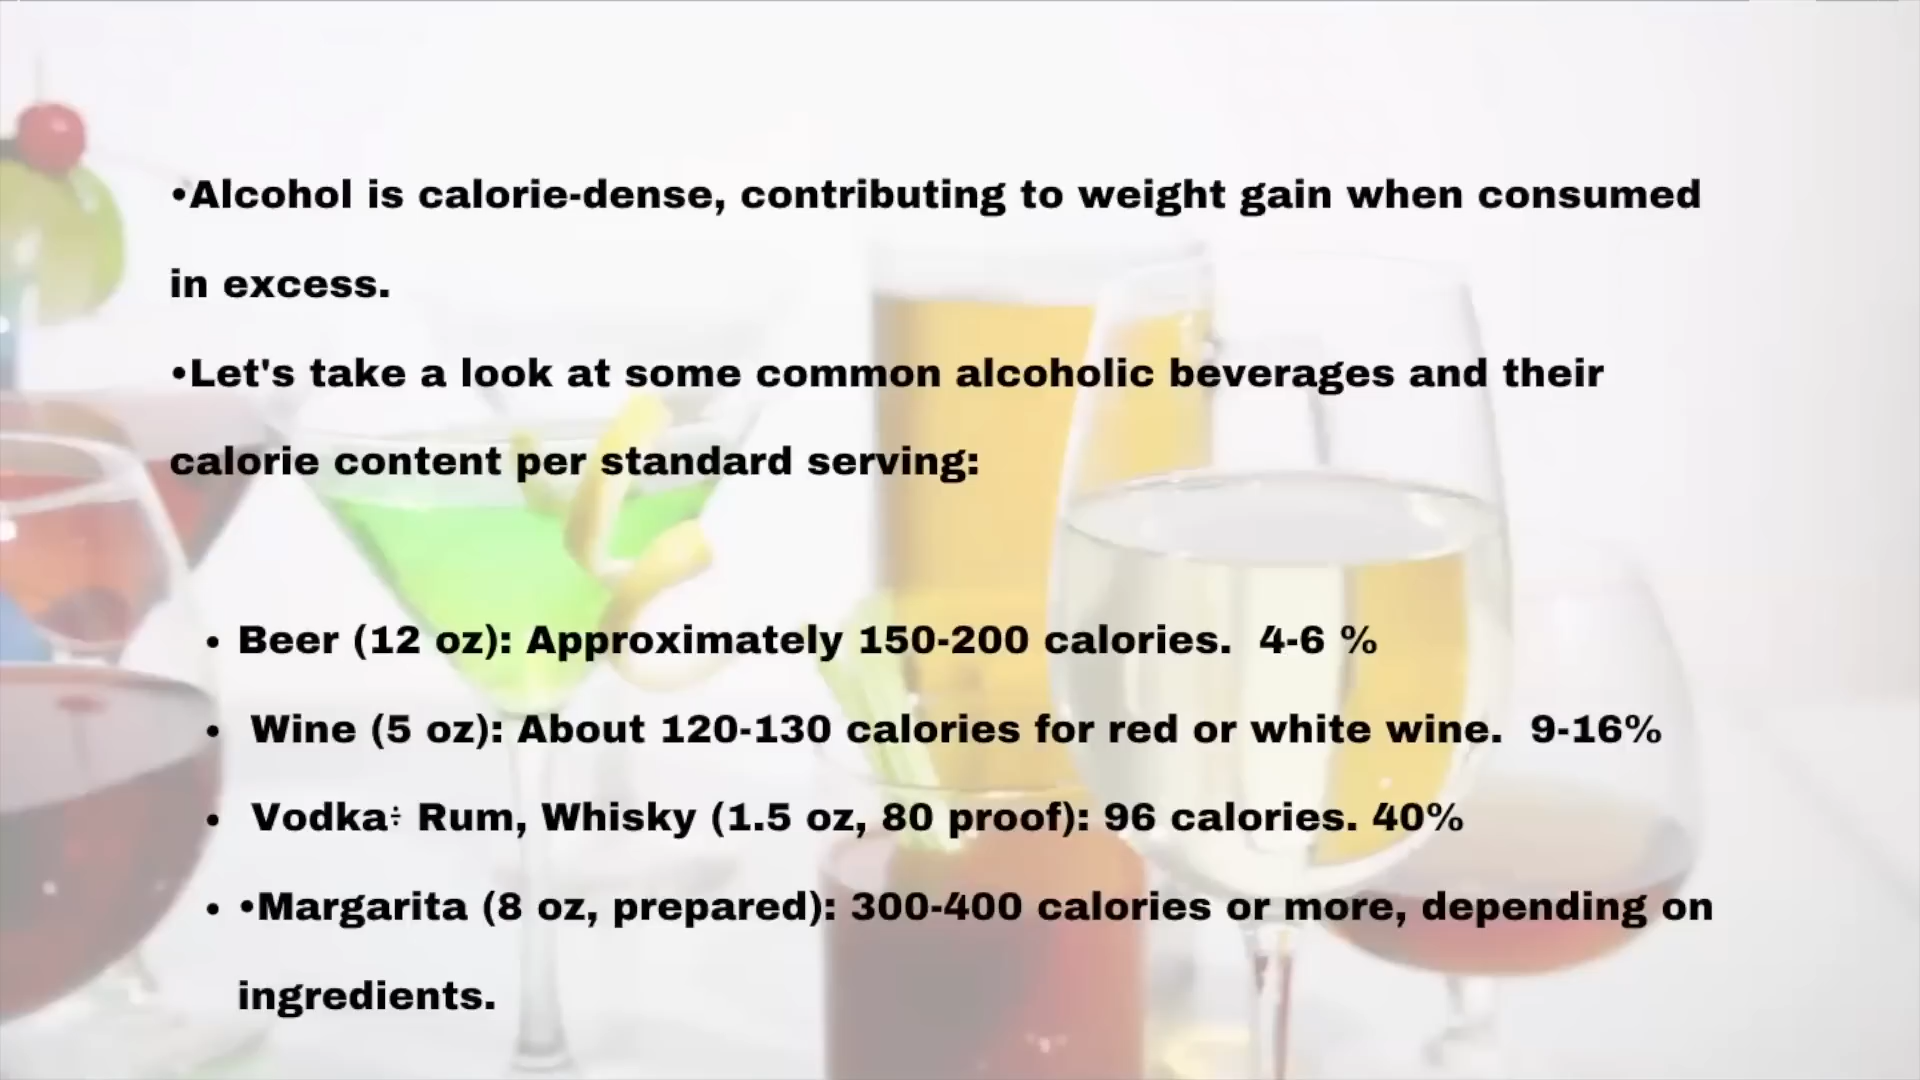 •Alcohol is calorie-dense, contributing to weight gain when consumed
in excess.
•Let's take a look at some common alcoholic beverages and their
calorie content per standard serving:
• Beer (12 oz): Approximately 150-200 calories.  4-6 %
•  Wine (5 oz): About 120-130 calories for red or white wine.  9-16%
•  Vodka÷ Rum, Whisky (1.5 oz, 80 proof): 96 calories. 40%
• •Margarita (8 oz, prepared): 300-400 calories or more, depending on
ingredients.